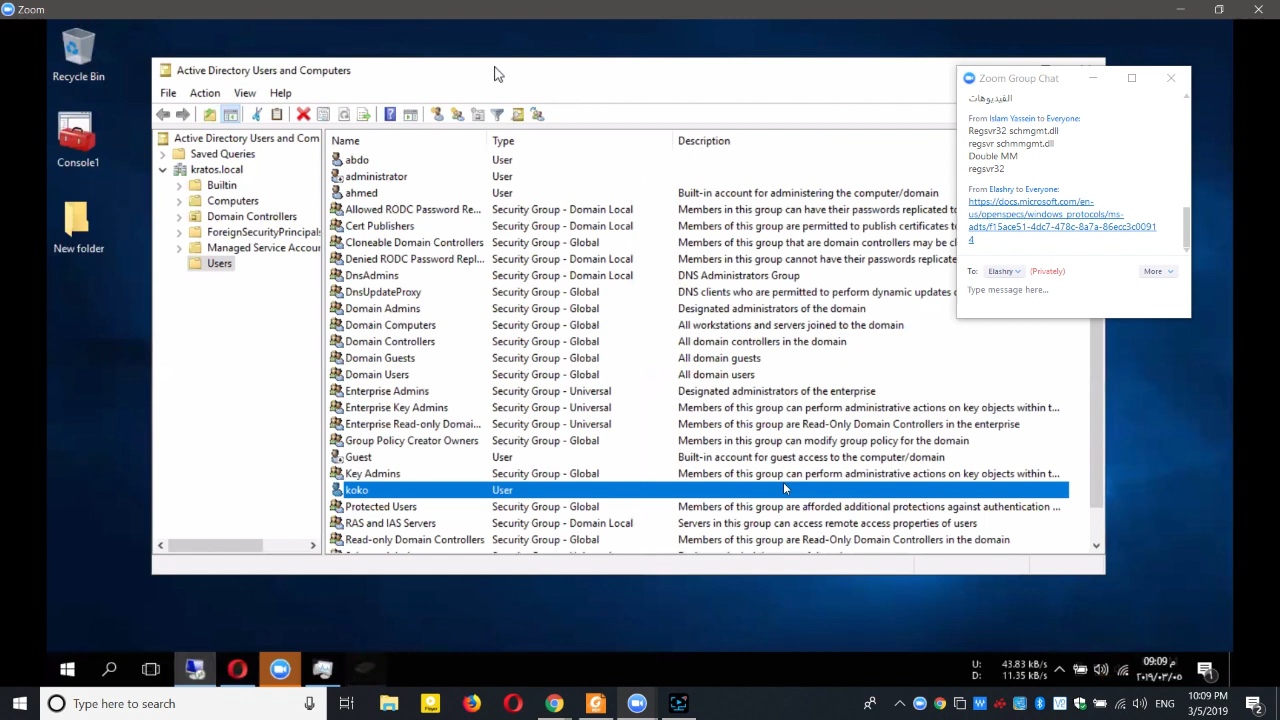 Zoom
Recycle Bin
Console1
New folder
Active Directory Users and Computers
File Action View Help
Active Directory Users and Com
Saved Queries
kratos.local
Builtin
Computers
Domain Controllers
ForeignSecurityPrincipals
Managed Service Accour
Users
Name Type Description
abdo User
administrator User
ahmed User Built-in account for administering the computer/domain
Allowed RODC Password Re... Security Group - Domain Local Members in this group can have their passwords replicated to
Cert Publishers Security Group - Domain Local Members of this group are permitted to publish certificates to
Cloneable Domain Controllers Security Group - Global Members of this group that are domain controllers may be cl
Denied RODC Password Repl... Security Group - Domain Local Members in this group cannot have their passwords replicated
DnsAdmins Security Group - Domain Local DNS Administrators Group
DnsUpdateProxy Security Group - Global DNS clients who are permitted to perform dynamic updates o
Domain Admins Security Group - Global Designated administrators of the domain
Domain Computers Security Group - Global All workstations and servers joined to the domain
Domain Controllers Security Group - Global All domain controllers in the domain
Domain Guests Security Group - Global All domain guests
Domain Users Security Group - Global All domain users
Enterprise Admins Security Group - Universal Designated administrators of the enterprise
Enterprise Key Admins Security Group - Universal Members of this group can perform administrative actions on key objects within t...
Enterprise Read-only Domai... Security Group - Universal Members of this group are Read-Only Domain Controllers in the enterprise
Group Policy Creator Owners Security Group - Global Members in this group can modify group policy for the domain
Guest User Built-in account for guest access to the computer/domain
Key Admins Security Group - Global Members of this group can perform administrative actions on key objects within t...
koko User
Protected Users Security Group - Global Members of this group are afforded additional protections against authentication ...
RAS and IAS Servers Security Group - Domain Local Servers in this group can access remote access properties of users
Read-only Domain Controllers Security Group - Global Members of this group are Read-Only Domain Controllers in the domain
Zoom Group Chat
الفيديوهات
From Islam Yassein to Everyone:
Regsvr32 schmgmt.dll
regsvr schmmgmt.dll
Double MM
regsvr32
From Elashry to Everyone:
https://docs.microsoft.com/en-
us/openspecs/windows_protocols/ms-
adts/f15ace51-4dc7-478c-8a7a-86ecc3c0091
4
To: Elashry (Privately) More
Type message here...
U: 43.83 kB/s
D: 11.35 kB/s
09:09 م
٢٠١٩/٠٣/٠٥
1
Type here to search
Player
ENG
10:09 PM
3/5/2019
2